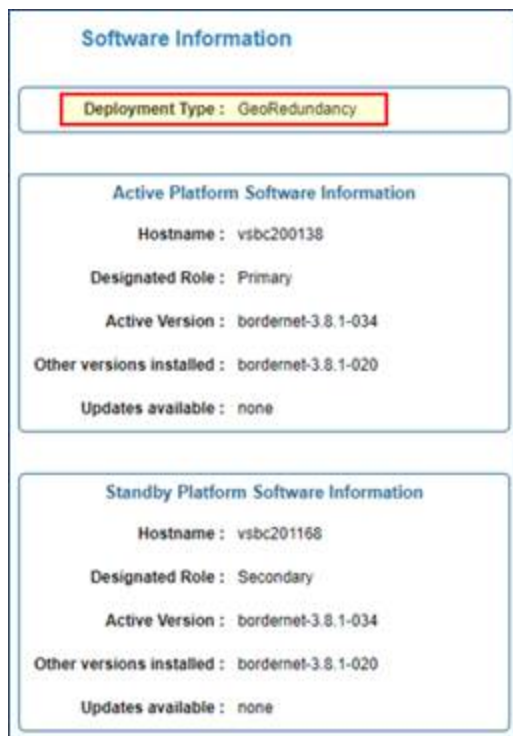 Software Information
Deployment Type : GeoRedundancy
Active Platform Software Information
Hostname : vsbc200138
Designated Role : Primary
Active Version : bordernet-3.8.1-034
Other versions installed : bordernet-3.8.1-020
Updates available : none
Standby Platform Software Information
Hostname : vsbc201168
Designated Role : Secondary
Active Version : bordernet-3.8.1-034
Other versions installed : bordernet-3.8.1-020
Updates available : none